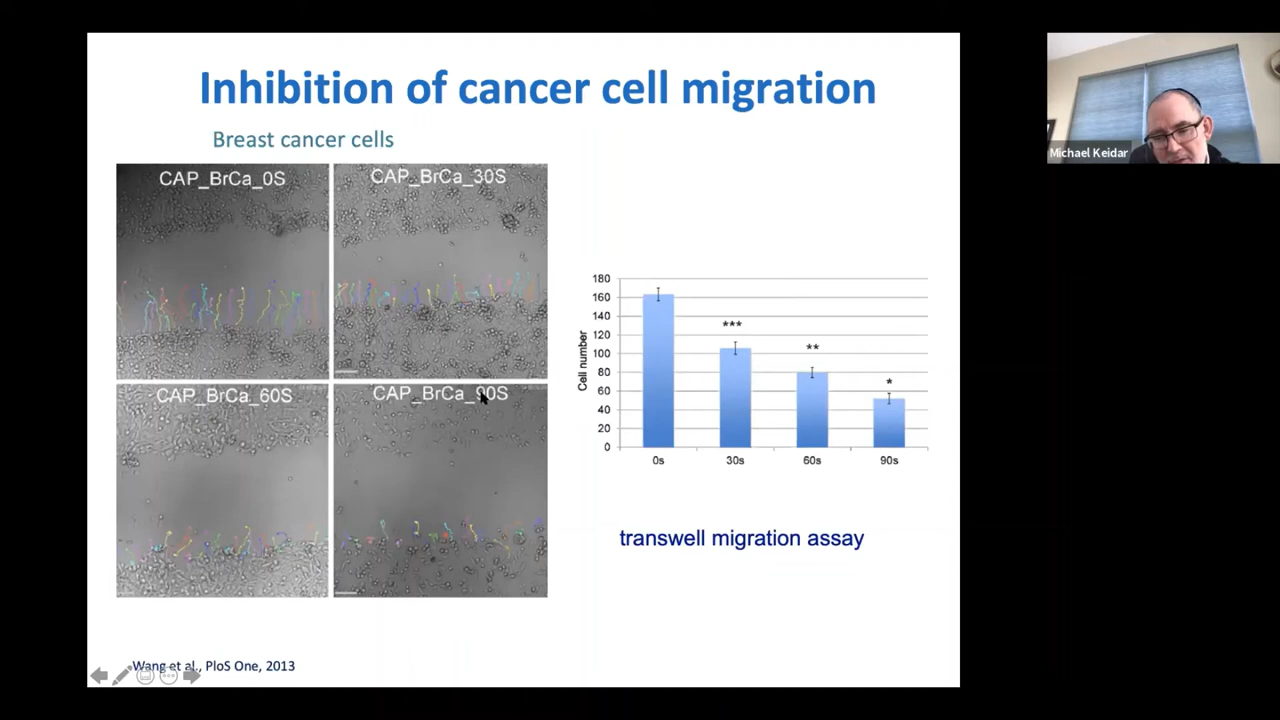 Inhibition of cancer cell migration
Breast cancer cells
CAP_BrCa_0S
CAP_BrCa_30S
CAP_BrCa_60S
CAP_BrCa_90S
Cell number
180
160
140
120
100
80
60
40
20
0
***
**
*
0s
30s
60s
90s
transwell migration assay
Wang et al., PloS One, 2013
Michael Keidar